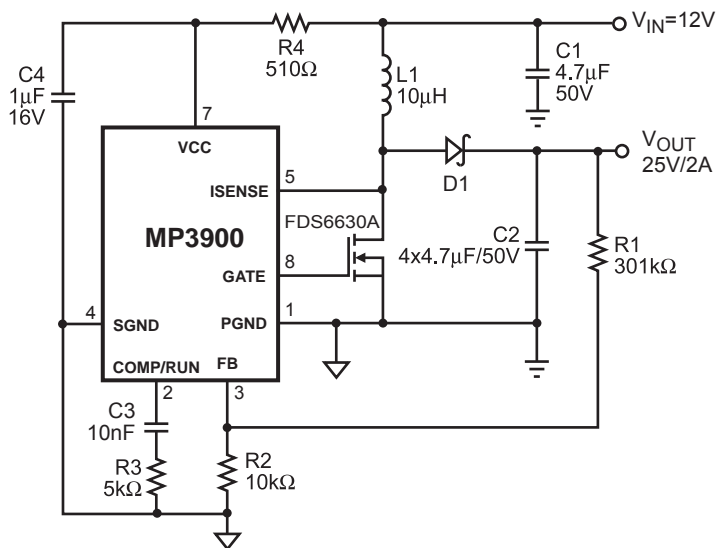 V_IN=12V
R4
510Ω
C4
1µF
16V
L1
10µH
C1
4.7µF
50V
7
VCC
V_OUT
25V/2A
D1
5
ISENSE
MP3900
FDS6630A
C2
4x4.7µF/50V
R1
301kΩ
8
GATE
4
SGND
1
PGND
COMP/RUN
FB
2
3
C3
10nF
R3
5kΩ
R2
10kΩ